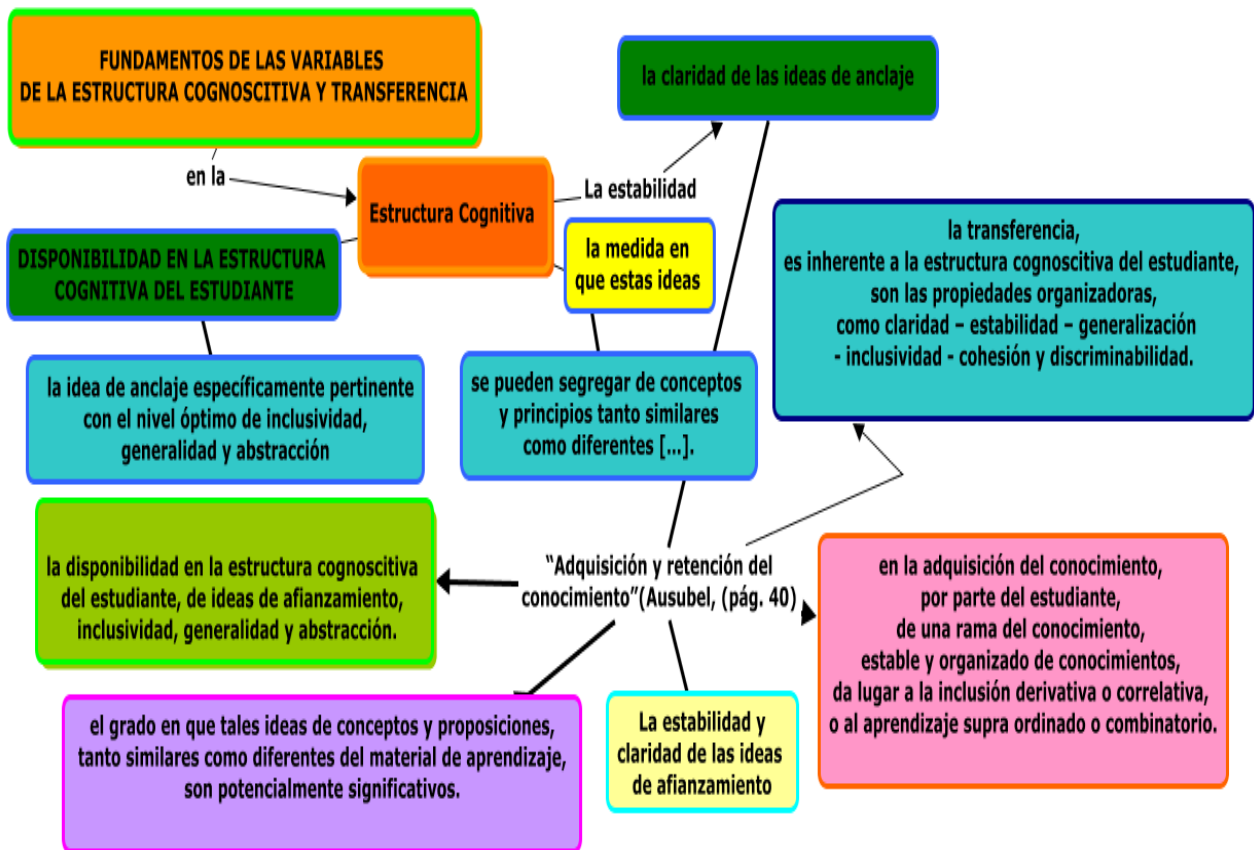 FUNDAMENTOS DE LAS VARIABLES
DE LA ESTRUCTURA COGNOSCITIVA Y TRANSFERENCIA
la claridad de las ideas de anclaje
en la
Estructura Cognitiva
La estabilidad
DISPONIBILIDAD EN LA ESTRUCTURA
COGNITIVA DEL ESTUDIANTE
la medida en
que estas ideas
la transferencia,
es inherente a la estructura cognoscitiva del estudiante,
son las propiedades organizadoras,
como claridad – estabilidad – generalización
- inclusividad - cohesión y discriminabilidad.
la idea de anclaje específicamente pertinente
con el nivel óptimo de inclusividad,
generalidad y abstracción
se pueden segregar de conceptos
y principios tanto similares
como diferentes [...].
la disponibilidad en la estructura cognoscitiva
del estudiante, de ideas de afianzamiento,
inclusividad, generalidad y abstracción.
“Adquisición y retención del
conocimiento”(Ausubel, (pág. 40)
en la adquisición del conocimiento,
por parte del estudiante,
de una rama del conocimiento,
estable y organizado de conocimientos,
da lugar a la inclusión derivativa o correlativa,
o al aprendizaje supra ordinado o combinatorio.
el grado en que tales ideas de conceptos y proposiciones,
tanto similares como diferentes del material de aprendizaje,
son potencialmente significativos.
La estabilidad y
claridad de las ideas
de afianzamiento